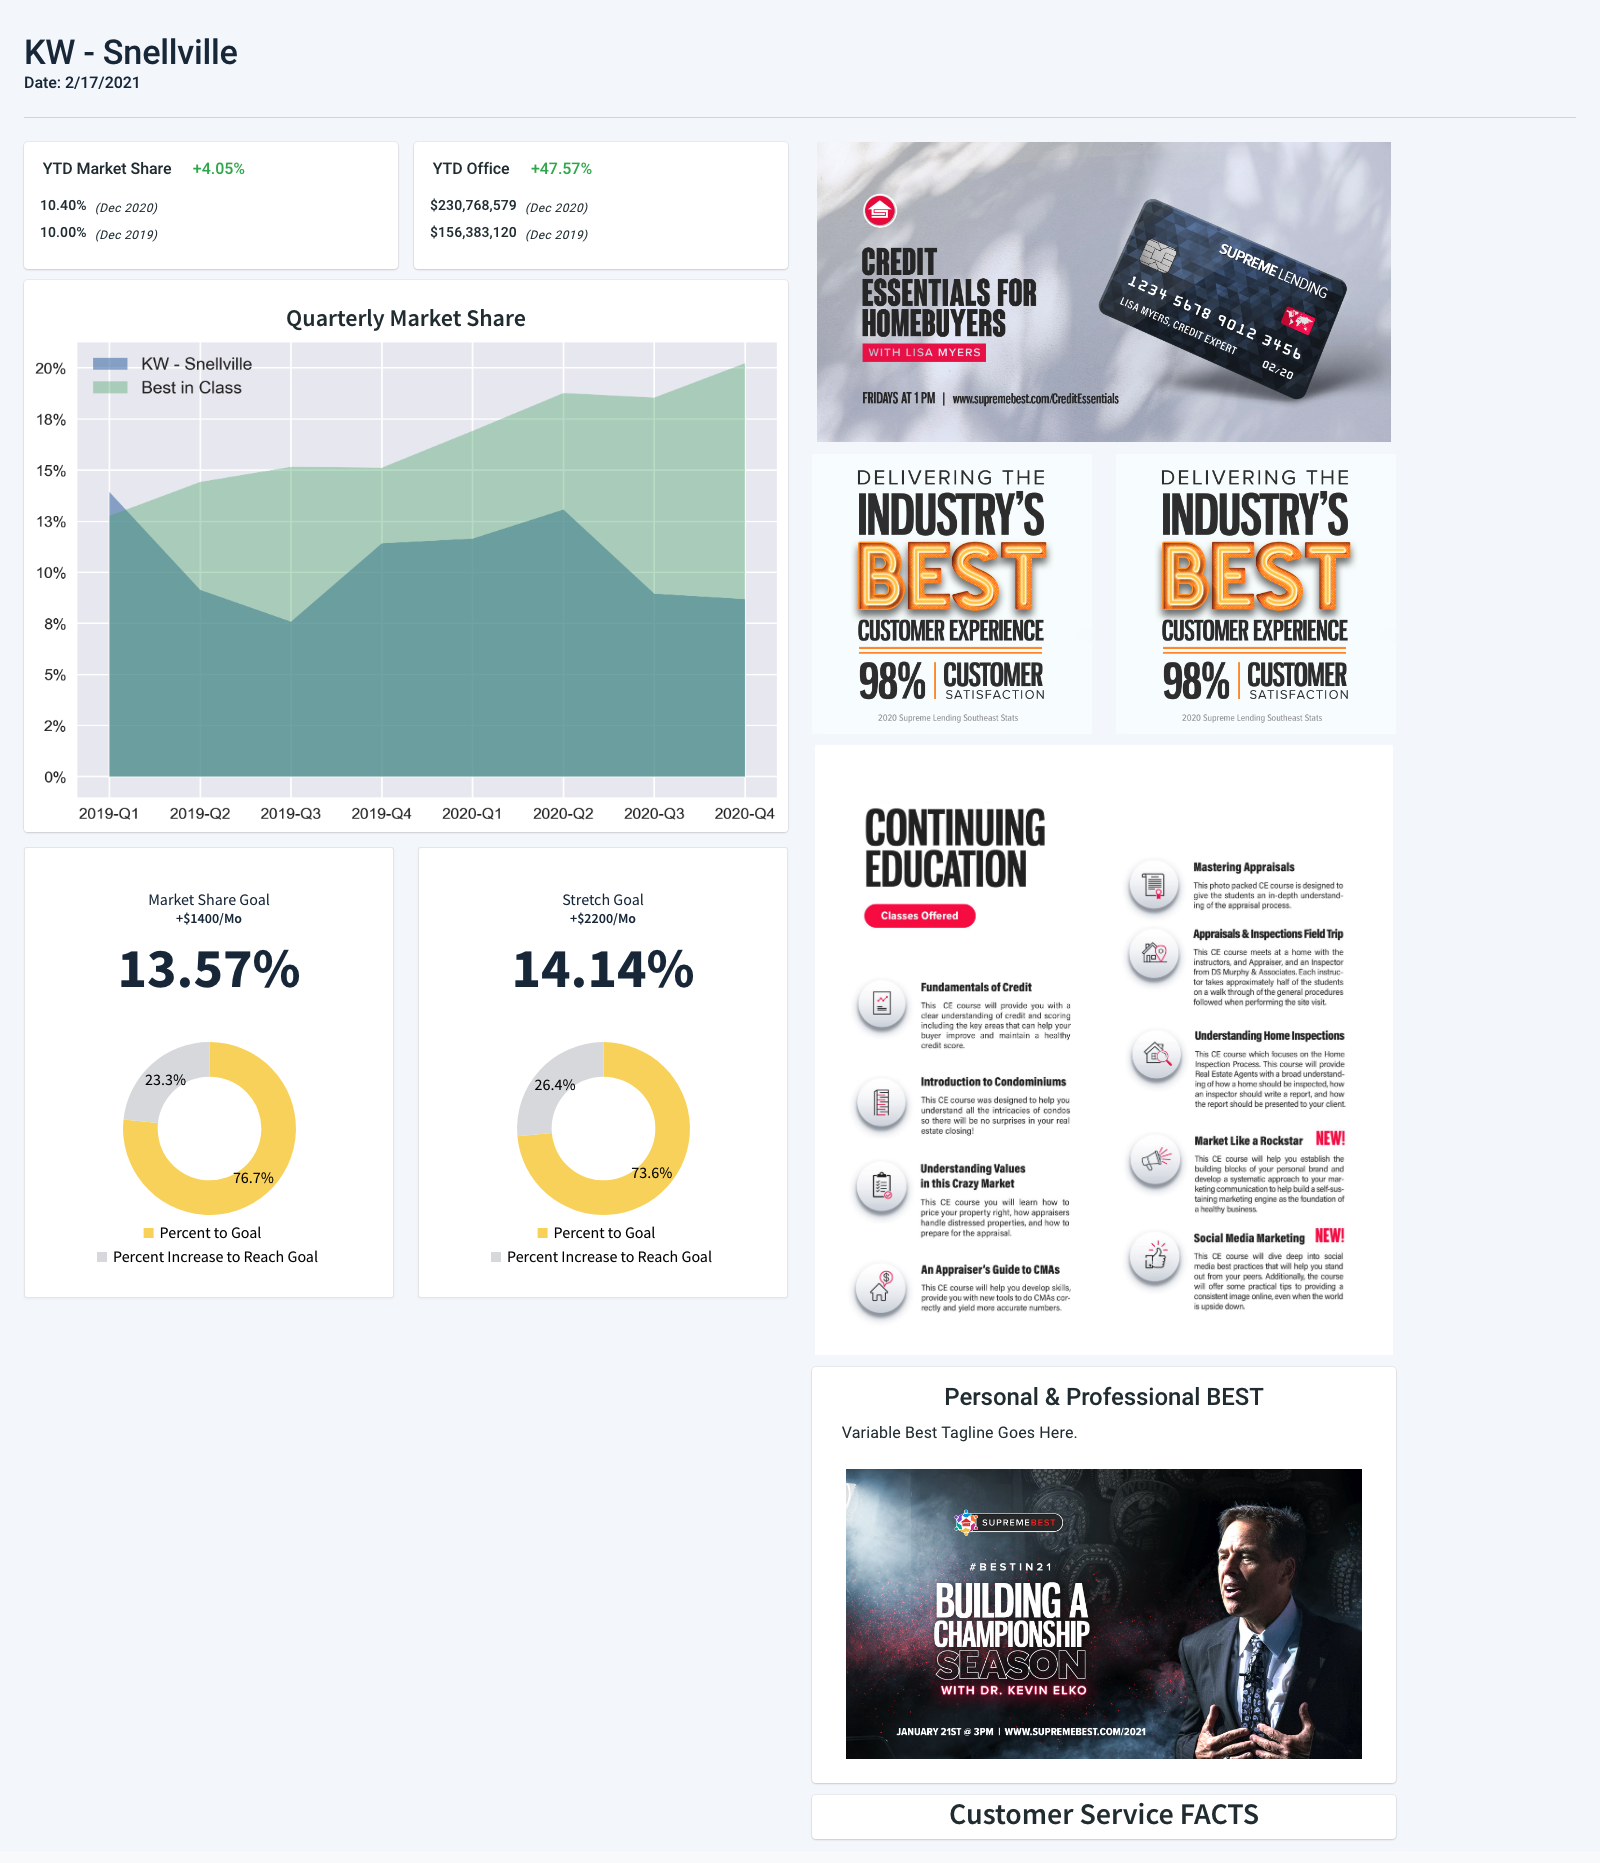 KW - Snellville
Date: 2/17/2021
YTD Market Share +4.05%
10.40% (Dec 2020)
10.00% (Dec 2019)
YTD Office +47.57%
$230,768,579 (Dec 2020)
$156,383,120 (Dec 2019)
Quarterly Market Share
KW - Snellville
Best in Class
20%
18%
15%
13%
10%
8%
5%
2%
0%
2019-Q1 2019-Q2 2019-Q3 2019-Q4 2020-Q1 2020-Q2 2020-Q3 2020-Q4
Market Share Goal
+$1400/Mo
13.57%
23.3%
76.7%
Percent to Goal
Percent Increase to Reach Goal
Stretch Goal
+$2200/Mo
14.14%
26.4%
73.6%
Percent to Goal
Percent Increase to Reach Goal
CREDIT
ESSENTIALS FOR
HOMEBUYERS
WITH LISA MYERS
FRIDAYS AT 1 PM | www.supremebest.com/CreditEssentials
SUPREME LENDING
1234 5678 9012 3456
LISA MYERS, CREDIT EXPERT
02/20
DELIVERING THE
INDUSTRY'S
BEST
CUSTOMER EXPERIENCE
98% | CUSTOMER
SATISFACTION
2020 Supreme Lending Southeast Stats
DELIVERING THE
INDUSTRY'S
BEST
CUSTOMER EXPERIENCE
98% | CUSTOMER
SATISFACTION
2020 Supreme Lending Southeast Stats
CONTINUING
EDUCATION
Classes Offered
Fundamentals of Credit
This CE course will provide you with a
clear understanding of credit and scoring
including the key areas that can help your
buyer improve and maintain a healthy
credit score.
Introduction to Condominiums
This CE course was designed to help you
understand all the intricacies of condos
so there will be no surprises in your real
estate closing!
Understanding Values
in this Crazy Market
This CE course you will learn how to
price your property right, how appraisers
handle distressed properties, and how to
prepare for the appraisal.
An Appraiser's Guide to CMAs
This CE course will help you develop skills,
provide you with new tools to do CMAs cor-
rectly and yield more accurate numbers.
Mastering Appraisals
This photo packed CE course is designed to
give the students an in-depth understand-
ing of the appraisal process.
Appraisals & Inspections Field Trip
This CE course meets at a home with the
instructors, and Appraiser, and an Inspector
from DS Murphy & Associates. Each instruc-
tor takes approximately half of the students
on a walk through of the general procedures
followed when performing the site visit.
Understanding Home Inspections
This CE course which focuses on the Home
Inspection Process. This course will provide
Real Estate Agents with a broad understand-
ing of how a home should be inspected, how
an inspector should write a report, and how
the report should be presented to your client.
Market Like a Rockstar NEW!
This CE course will help you establish the
building blocks of your personal brand and
develop a systematic approach to your mar-
keting communication to help build a self-sus-
taining marketing engine as the foundation of
a healthy business.
Social Media Marketing NEW!
This CE course will dive deep into social
media best practices that will help you stand
out from your peers. Additionally, the course
will offer some practical tips to providing a
consistent image online, even when the world
is upside down.
Personal & Professional BEST
Variable Best Tagline Goes Here.
SUPREMEBEST
#BESTIN21
BUILDING A
CHAMPIONSHIP
SEASON
WITH DR. KEVIN ELKO
JANUARY 21ST @ 3PM | WWW.SUPREMEBEST.COM/2021
Customer Service FACTS